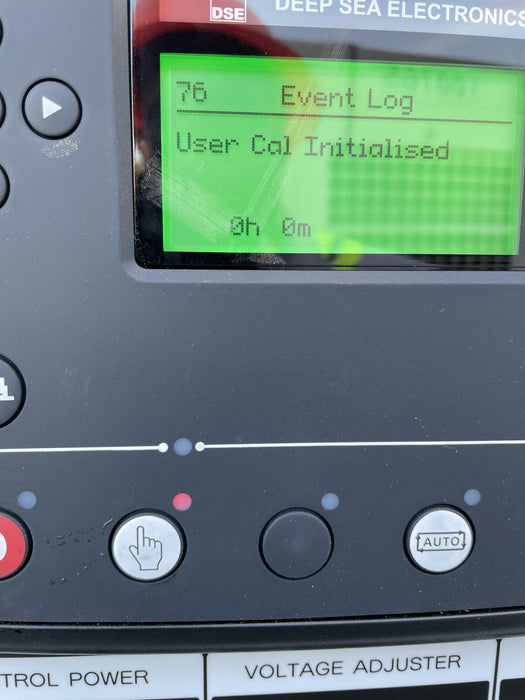 DSE
DEEP SEA ELECTRONICS
76 Event Log
User Cal Initialised
0h 0m
AUTO
TROL POWER
VOLTAGE ADJUSTER